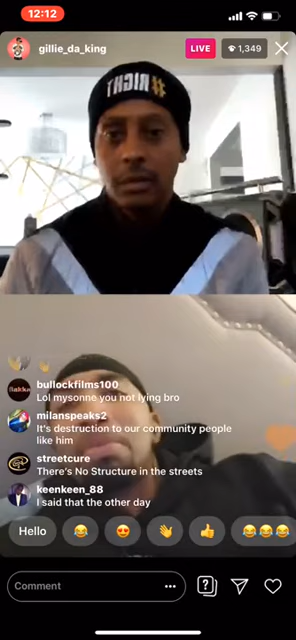 12:12
gillie_da_king
LIVE
1,349
#RIGHT
bullockfilms100
Lol mysonne you not lying bro
milanspeaks2
It's destruction to our community people
like him
streetcure
There's No Structure in the streets
keenkeen_88
I said that the other day
Hello
Comment